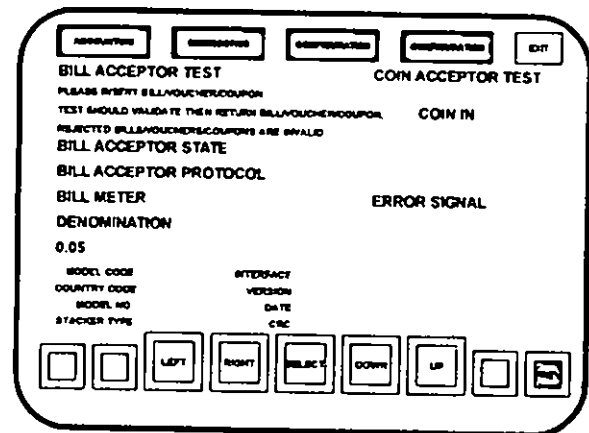 ACCOUNTING DIAGNOSTICS CONFIGURATION CONFIGURATION EXIT
BILL ACCEPTOR TEST COIN ACCEPTOR TEST
PLEASE INSERT BILL/VOUCHER/COUPON
TEST SHOULD VALIDATE THEN RETURN BILL/VOUCHER/COUPON, COIN IN
REJECTED BILLS/VOUCHERS/COUPONS ARE INVALID
BILL ACCEPTOR STATE
BILL ACCEPTOR PROTOCOL
BILL METER ERROR SIGNAL
DENOMINATION
0.05
MODEL CODE INTERFACE
COUNTRY CODE VERSION
MODEL NO DATE
STACKER TYPE CRC
LEFT RIGHT SELECT DOWN UP